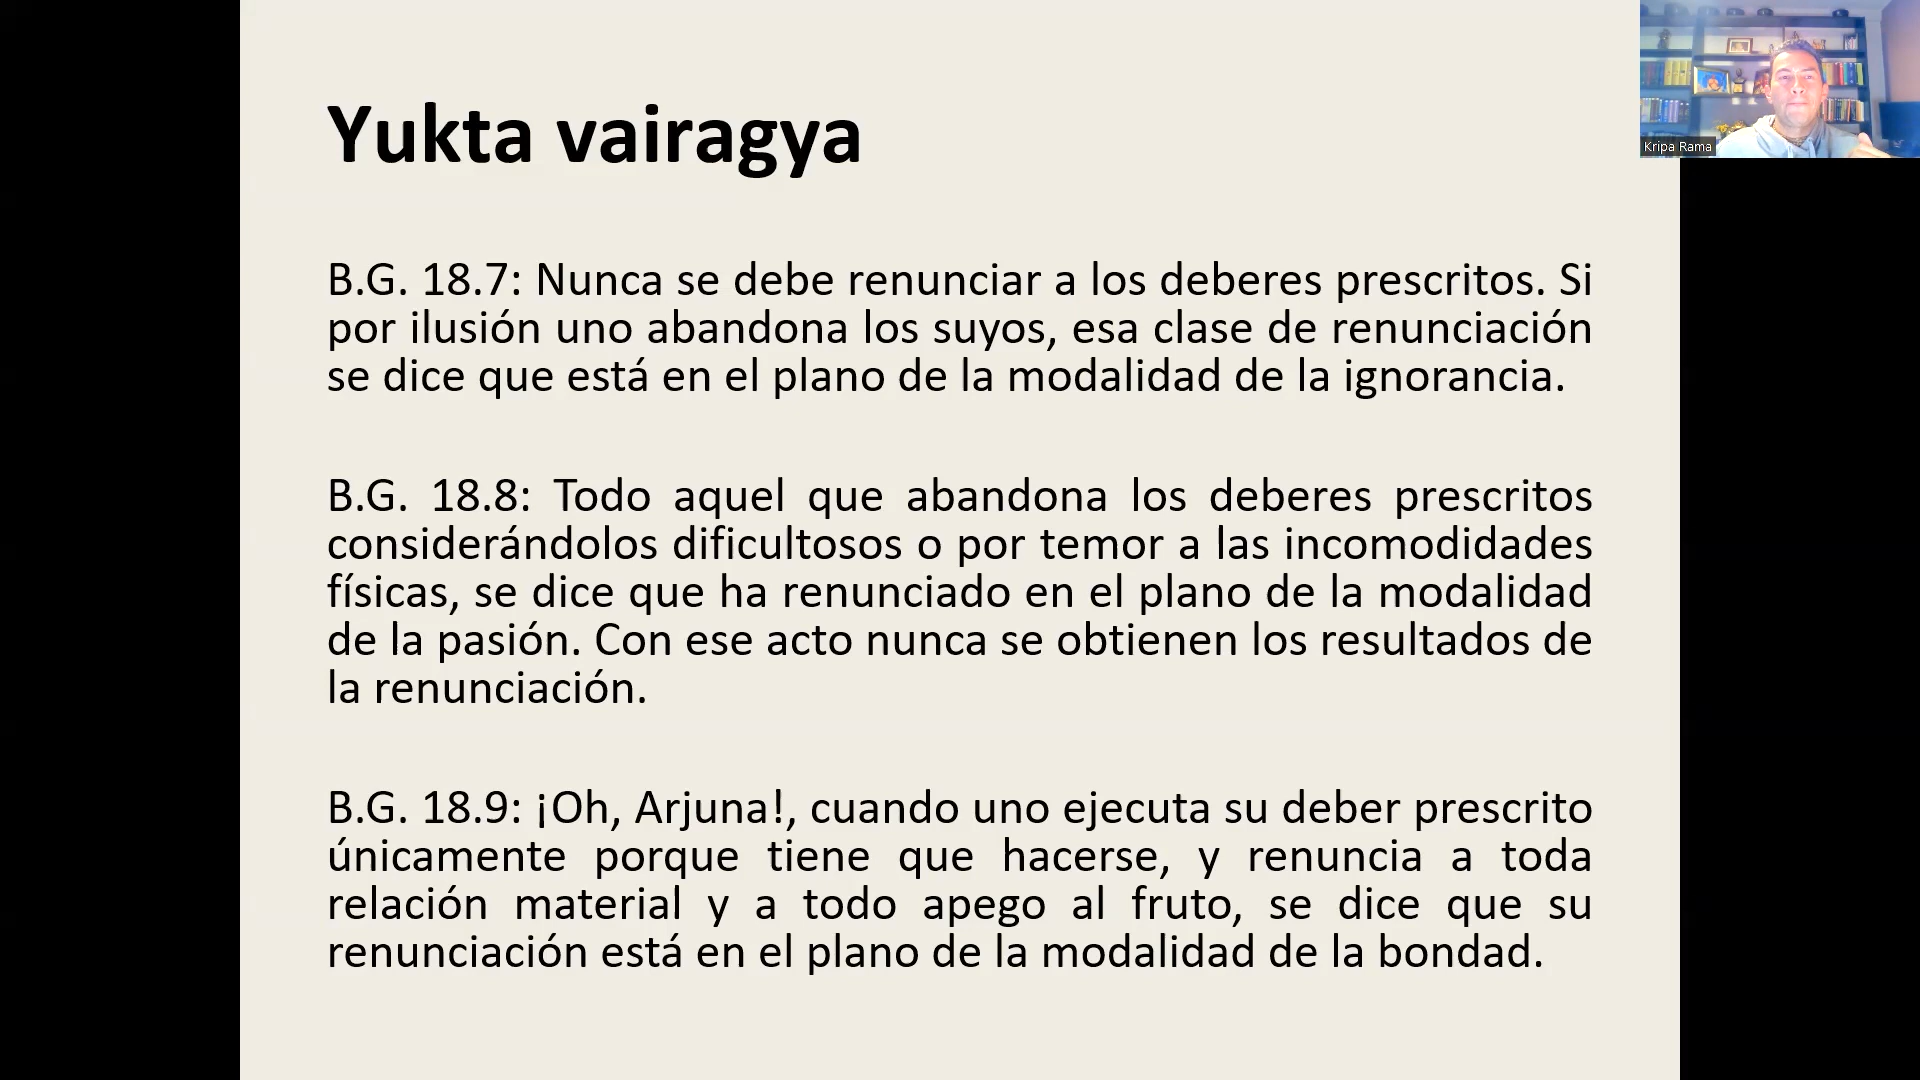 Yukta vairagya
Kripa Rama
B.G. 18.7: Nunca se debe renunciar a los deberes prescritos. Si
por ilusión uno abandona los suyos, esa clase de renunciación
se dice que está en el plano de la modalidad de la ignorancia.
B.G. 18.8: Todo aquel que abandona los deberes prescritos
considerándolos dificultosos o por temor a las incomodidades
físicas, se dice que ha renunciado en el plano de la modalidad
de la pasión. Con ese acto nunca se obtienen los resultados de
la renunciación.
B.G. 18.9: ¡Oh, Arjuna!, cuando uno ejecuta su deber prescrito
únicamente porque tiene que hacerse, y renuncia a toda
relación material y a todo apego al fruto, se dice que su
renunciación está en el plano de la modalidad de la bondad.